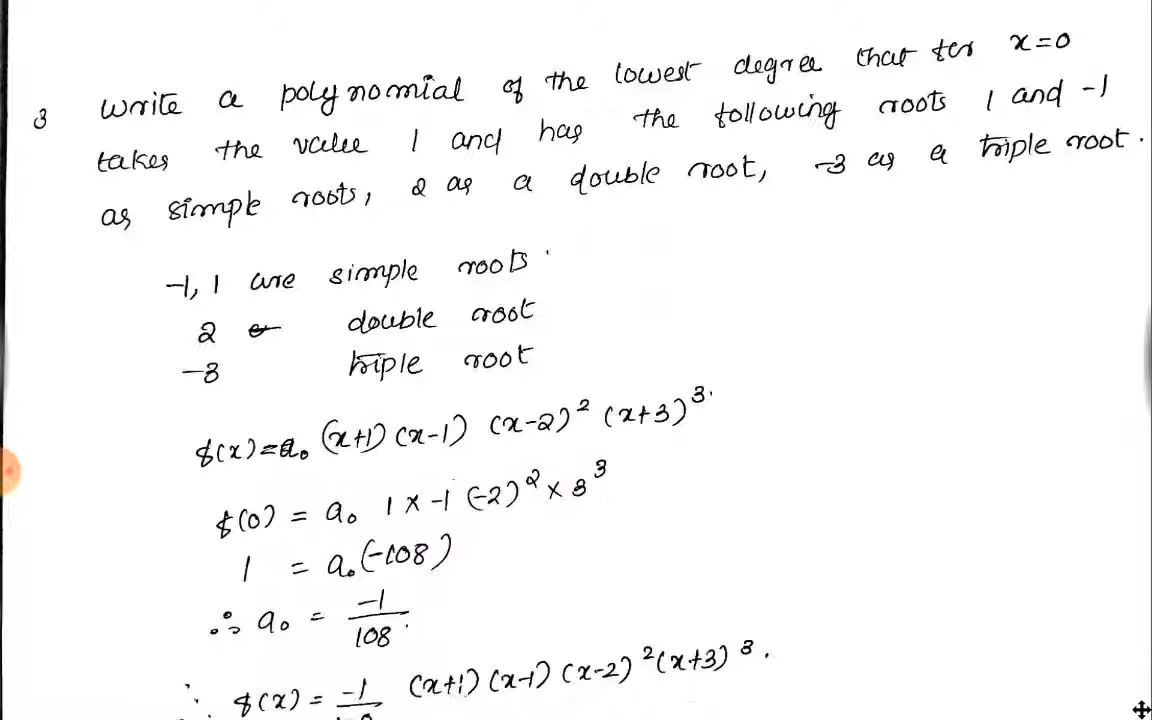 3 write a polynomial of the lowest degree that for x=0
takes the value 1 and has the following roots 1 and -1
as simple roots, 2 as a double root, -3 as a triple root.
-1, 1 are simple roots.
2 double root
-3 triple root
f(x)=a₀ (x+1) (x-1) (x-2)² (x+3)³.
f(0) = a₀ 1 x -1 (-2)² x 3³
1 = a₀(-108)
∴ a₀ = -1/108.
∴ f(x) = -1/108 (x+1) (x-1) (x-2)²(x+3)³.